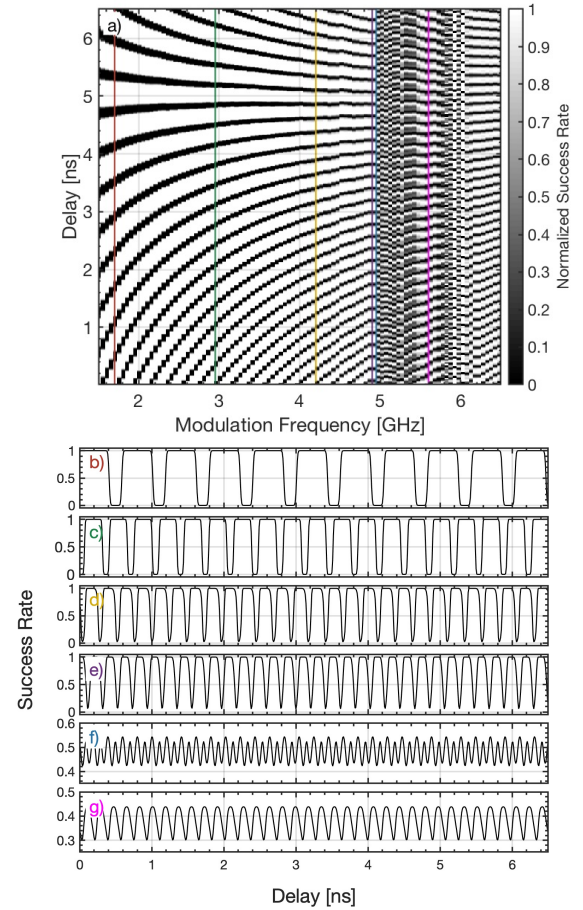 a)
6
5
4
3
2
1
Delay [ns]
2 3 4 5 6
Modulation Frequency [GHz]
1
0.9
0.8
0.7
0.6
0.5
0.4
0.3
0.2
0.1
0
Normalized Success Rate
b)
1
0.5
0
c)
1
0.5
0
d)
1
0.5
0
e)
1
0.5
0
f)
0.6
0.5
0.4
g)
0.5
0.4
0.3
Success Rate
0 1 2 3 4 5 6
Delay [ns]